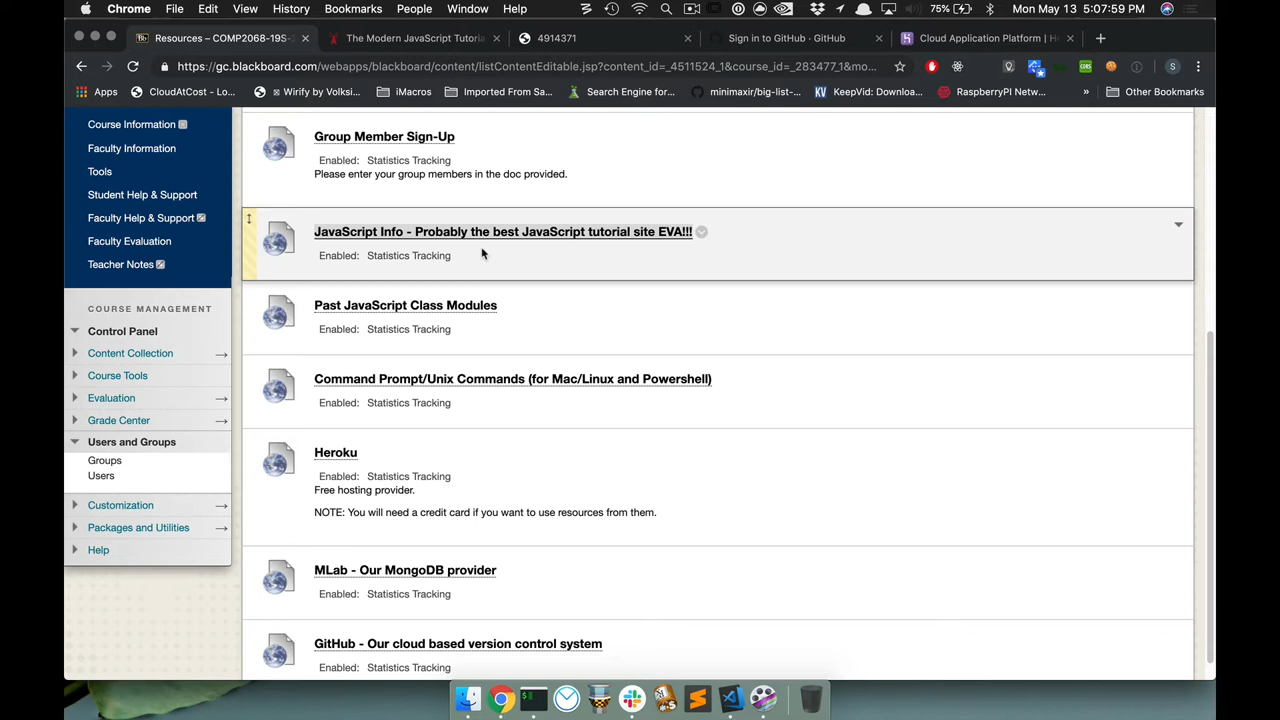 Chrome File Edit View History Bookmarks People Window Help 75% Mon May 13 5:07:59 PM
Resources – COMP2068-19S-
The Modern JavaScript Tutoria
4914371
Sign in to GitHub · GitHub
Cloud Application Platform | H
https://gc.blackboard.com/webapps/blackboard/content/listContentEditable.jsp?content_id=_4511524_1&course_id=_283477_1&mo...
Apps CloudAtCost - Lo... Wirify by Volksi... iMacros Imported From Sa... Search Engine for... minimaxir/big-list-... KeepVid: Downloa... RaspberryPI Netwo... » Other Bookmarks
Course Information
Faculty Information
Tools
Student Help & Support
Faculty Help & Support
Faculty Evaluation
Teacher Notes
COURSE MANAGEMENT
Control Panel
Content Collection
Course Tools
Evaluation
Grade Center
Users and Groups
Groups
Users
Customization
Packages and Utilities
Help
Group Member Sign-Up
Enabled: Statistics Tracking
Please enter your group members in the doc provided.
JavaScript Info - Probably the best JavaScript tutorial site EVA!!!
Enabled: Statistics Tracking
Past JavaScript Class Modules
Enabled: Statistics Tracking
Command Prompt/Unix Commands (for Mac/Linux and Powershell)
Enabled: Statistics Tracking
Heroku
Enabled: Statistics Tracking
Free hosting provider.
NOTE: You will need a credit card if you want to use resources from them.
MLab - Our MongoDB provider
Enabled: Statistics Tracking
GitHub - Our cloud based version control system
Enabled: Statistics Tracking